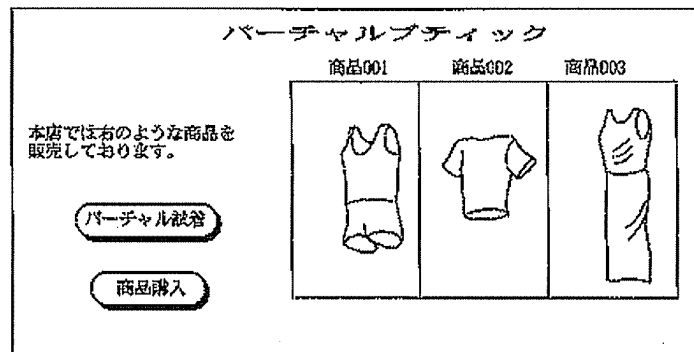 バーチャルブティック
商品001 商品002 商品003
本店では右のような商品を
販売しております。
バーチャル試着
商品購入